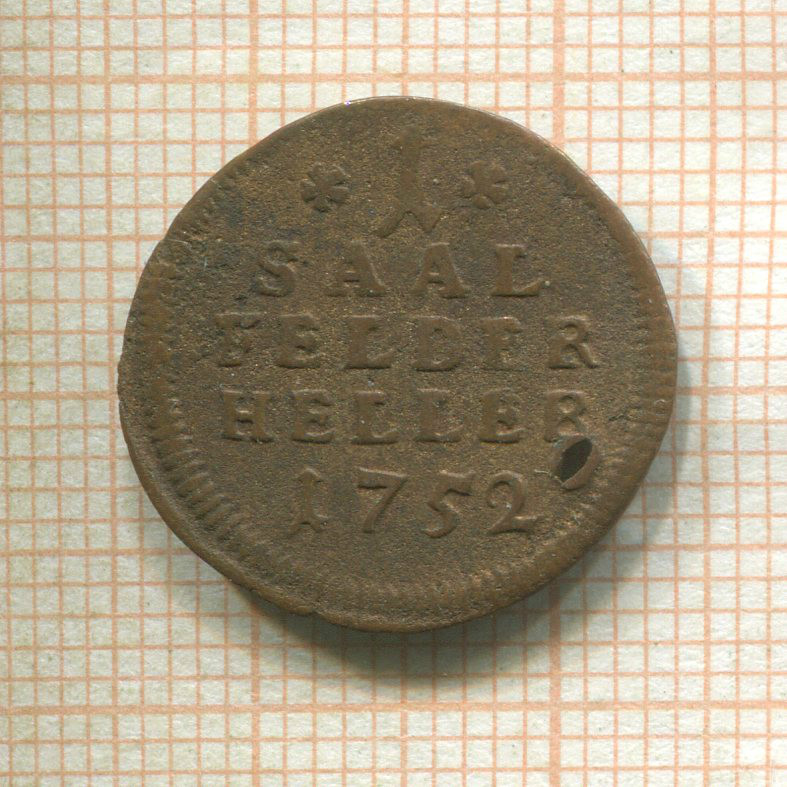 * 1 *
SAAL
FELDER
HELLER
1752